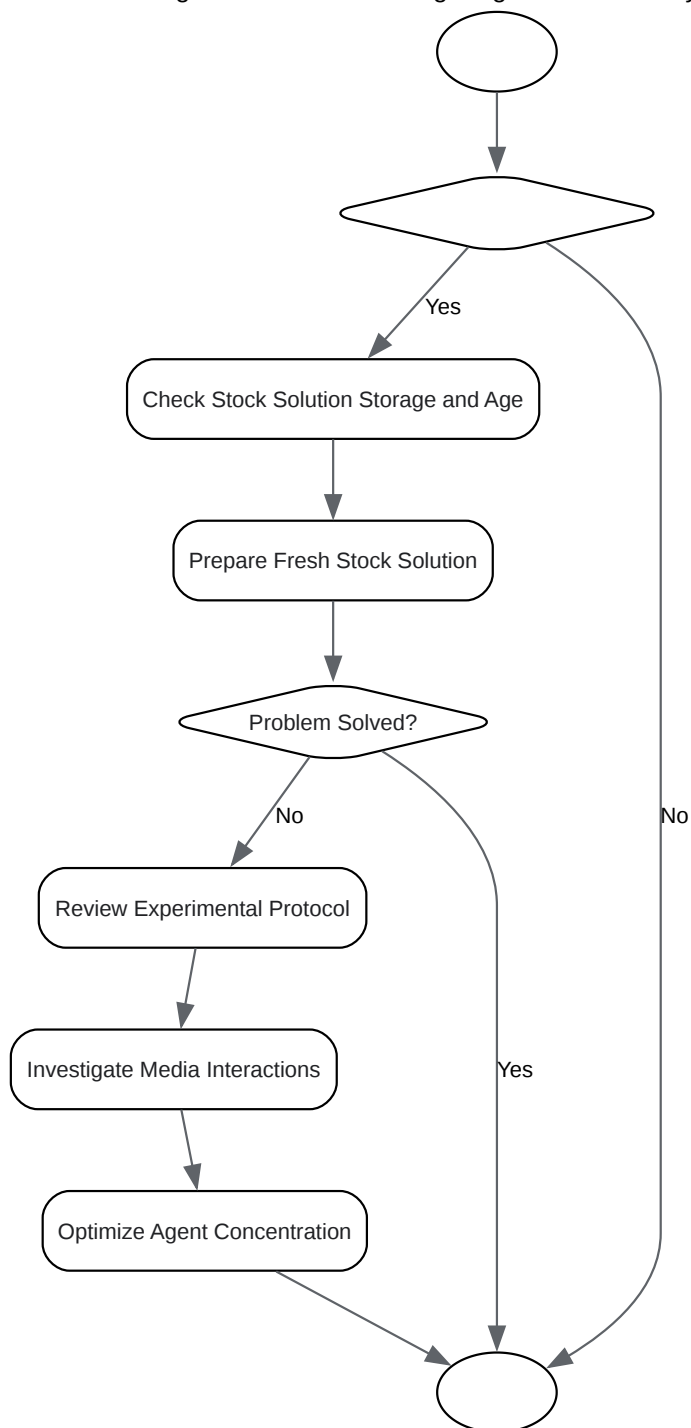 Yes
Check Stock Solution Storage and Age
Prepare Fresh Stock Solution
Problem Solved?
No
No
Review Experimental Protocol
Investigate Media Interactions
Yes
Optimize Agent Concentration